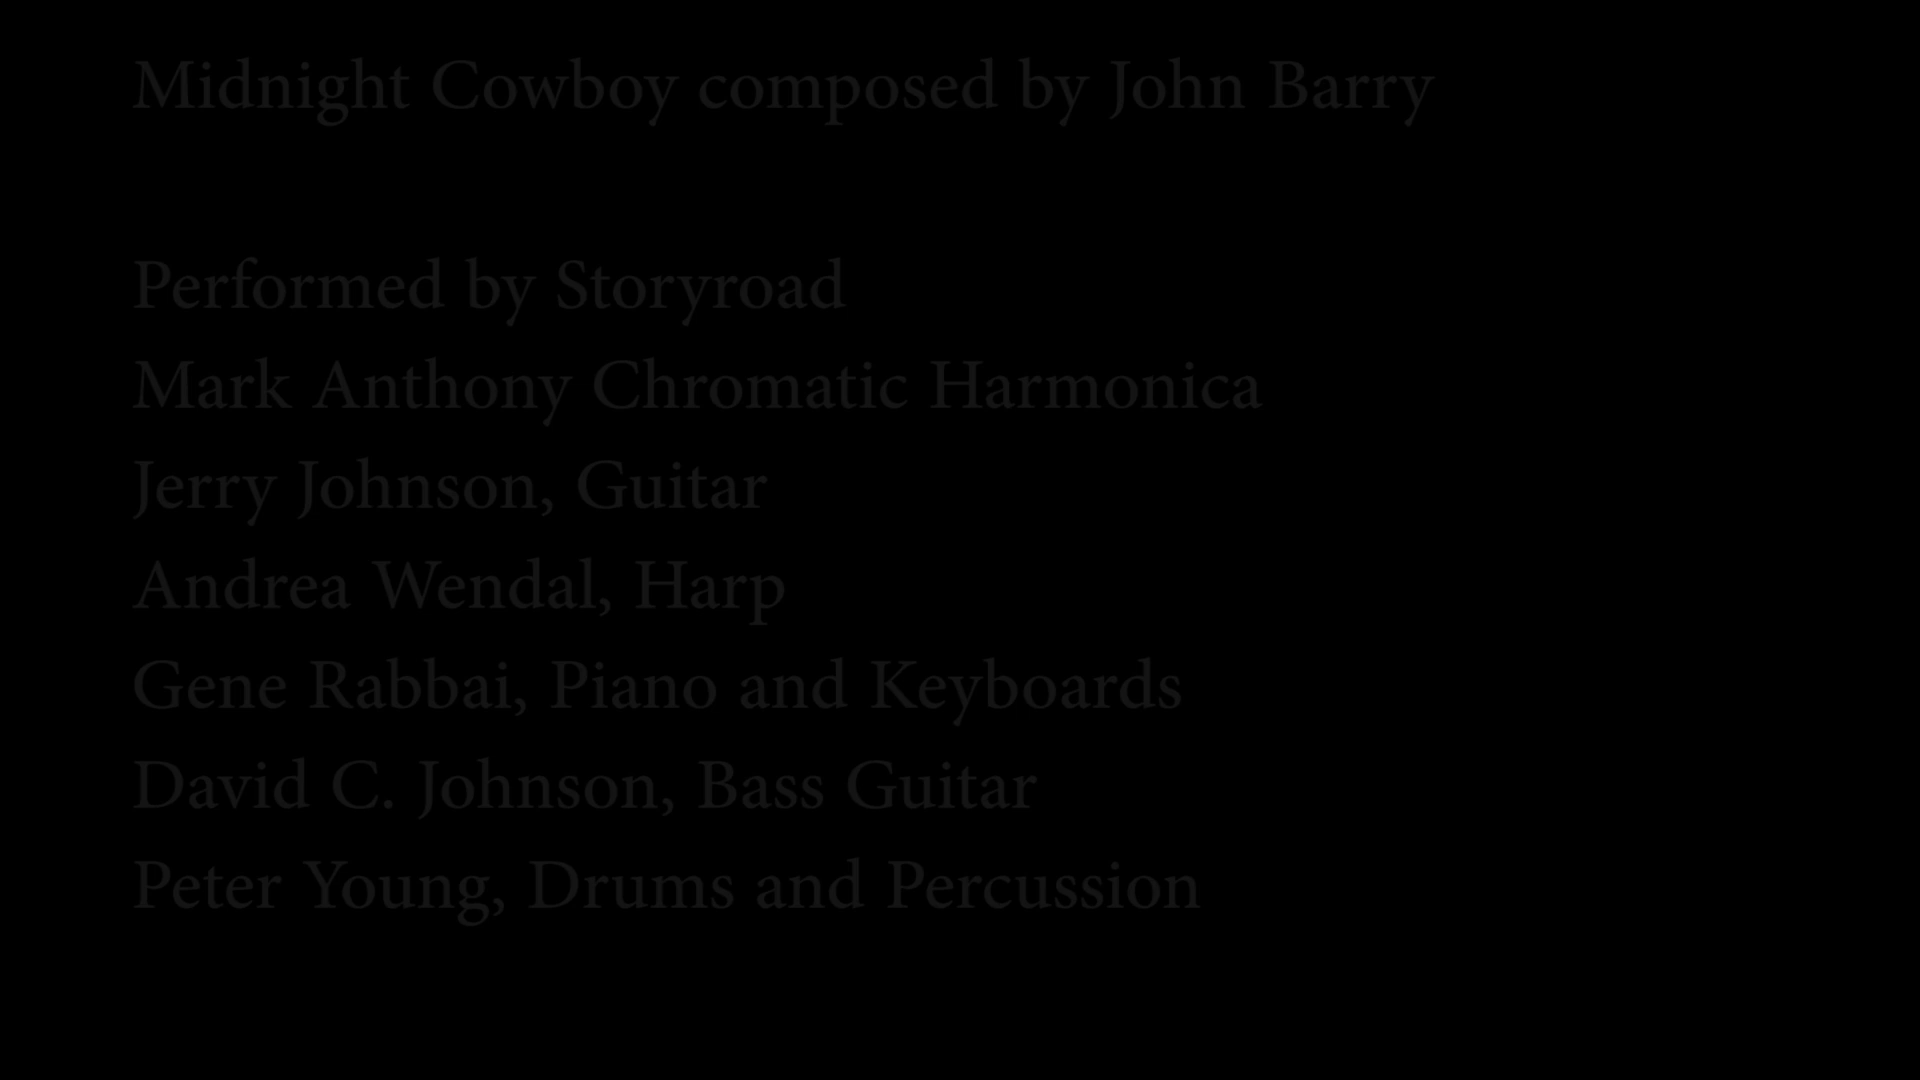 Midnight Cowboy composed by John Barry
Performed by Storyroad
Mark Anthony Chromatic Harmonica
Jerry Johnson, Guitar
Andrea Wendal, Harp
Gene Rabbai, Piano and Keyboards
David C. Johnson, Bass Guitar
Peter Young, Drums and Percussion